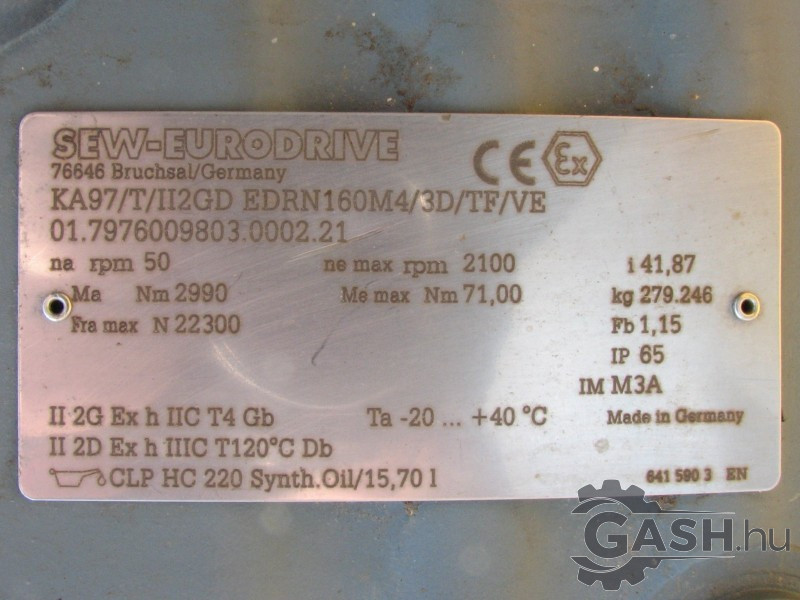 SEW-EURODRIVE
76646 Bruchsal/Germany
CE Ex
KA97/T/II2GD EDRN160M4/3D/TF/VE
01.7976009803.0002.21
na rpm 50 ne max rpm 2100 i 41,87
Ma Nm 2990 Me max Nm 71,00 kg 279.246
Fra max N 22300 Fb 1,15
IP 65
IM M3A
II 2G Ex h IIC T4 Gb Ta -20 ... +40 °C Made in Germany
II 2D Ex h IIIC T120°C Db
CLP HC 220 Synth.Oil/15,70 l 641 590 3 EN
GASH.hu